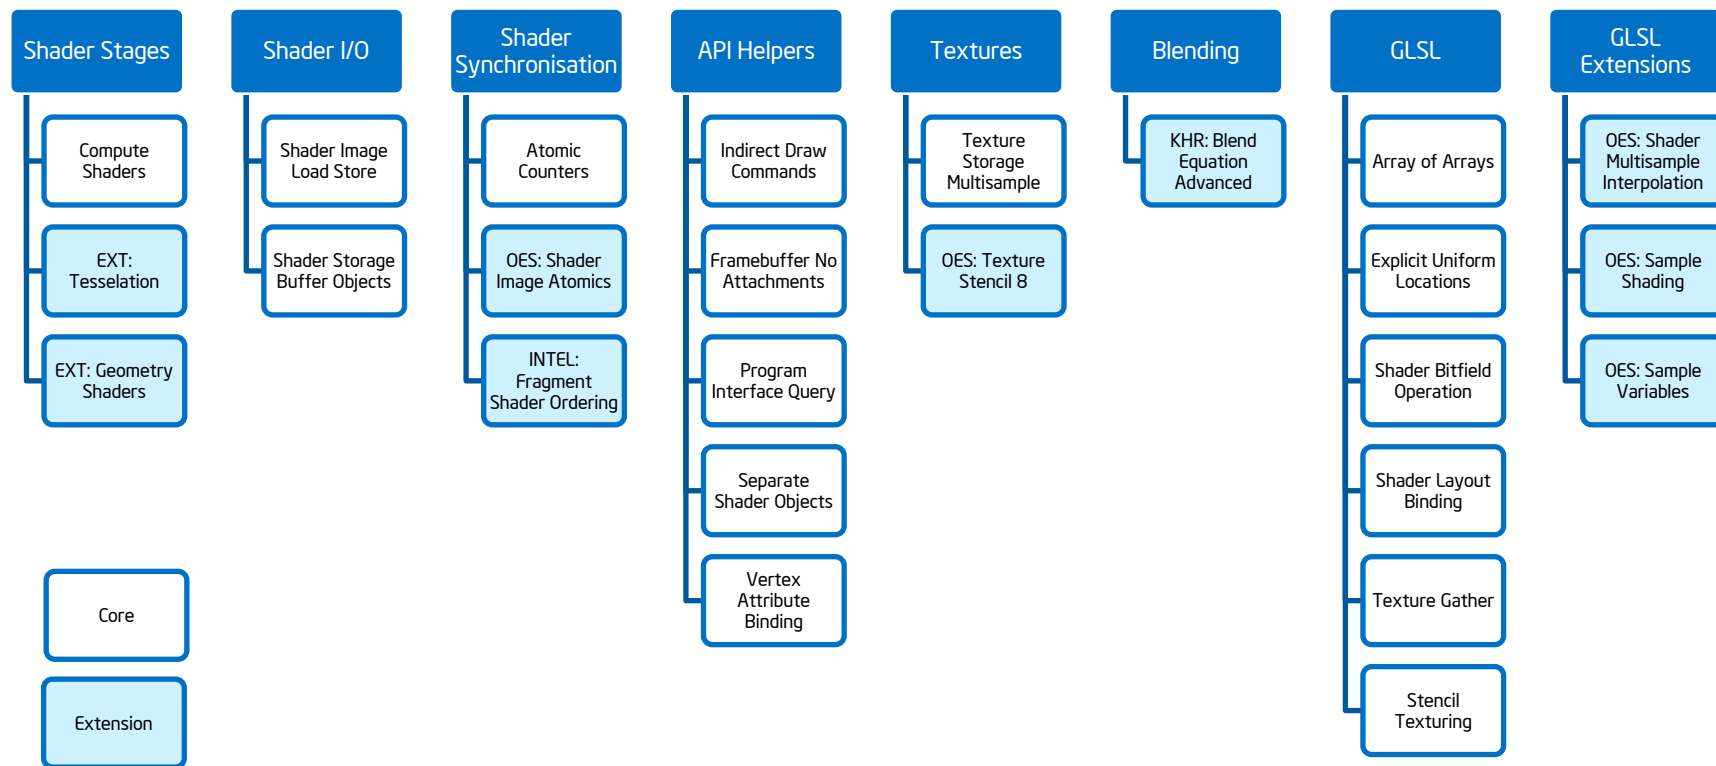 Shader Stages
Compute
Shaders
EXT:
Tesselation
EXT: Geometry
Shaders
Shader I/O
Shader Image
Load Store
Shader Storage
Buffer Objects
Shader
Synchronisation
Atomic
Counters
OES: Shader
Image Atomics
INTEL:
Fragment
Shader Ordering
API Helpers
Indirect Draw
Commands
Framebuffer No
Attachments
Program
Interface Query
Separate
Shader Objects
Vertex
Attribute
Binding
Textures
Texture
Storage
Multisample
OES: Texture
Stencil 8
Blending
KHR: Blend
Equation
Advanced
GLSL
Array of Arrays
Explicit Uniform
Locations
Shader Bitfield
Operation
Shader Layout
Binding
Texture Gather
Stencil
Texturing
GLSL
Extensions
OES: Shader
Multisample
Interpolation
OES: Sample
Shading
OES: Sample
Variables
Core
Extension